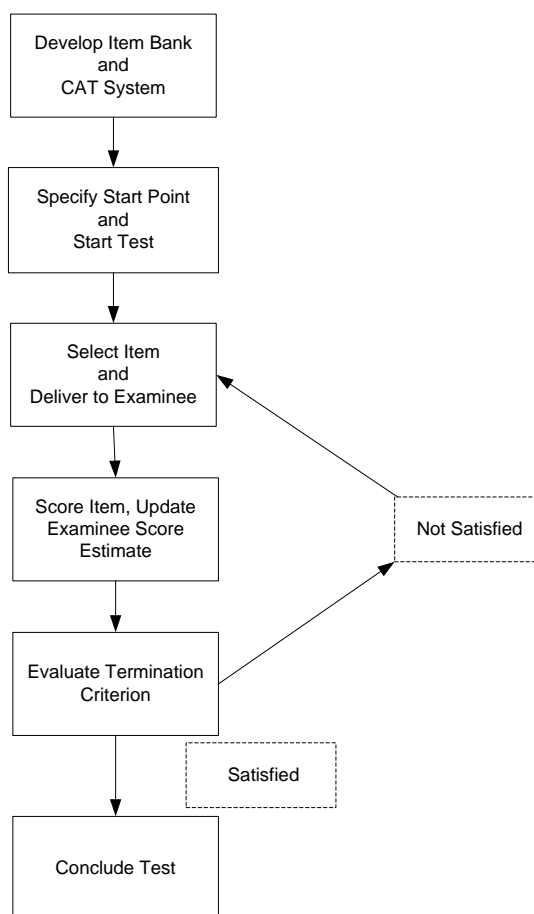 Develop Item Bank
and
CAT System
Specify Start Point
and
Start Test
Select Item
and
Deliver to Examinee
Score Item, Update
Examinee Score
Estimate
Not Satisfied
Evaluate Termination
Criterion
Satisfied
Conclude Test